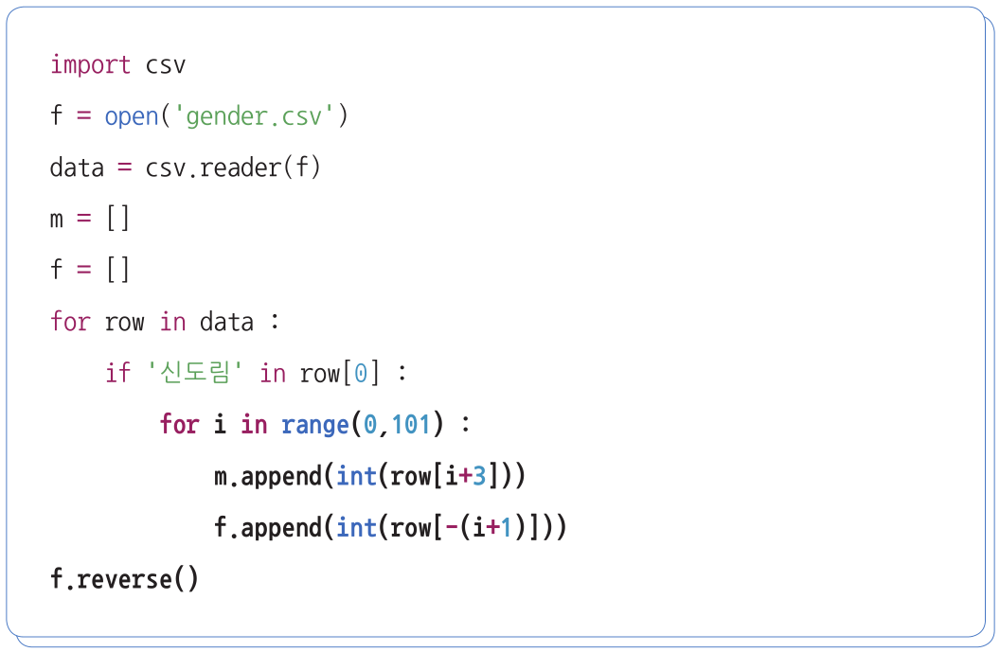 import csv
f = open('gender.csv')
data = csv.reader(f)
m = []
f = []
for row in data :
    if '신도림' in row[0] :
        for i in range(0,101) :
            m.append(int(row[i+3]))
            f.append(int(row[-(i+1)]))
f.reverse()